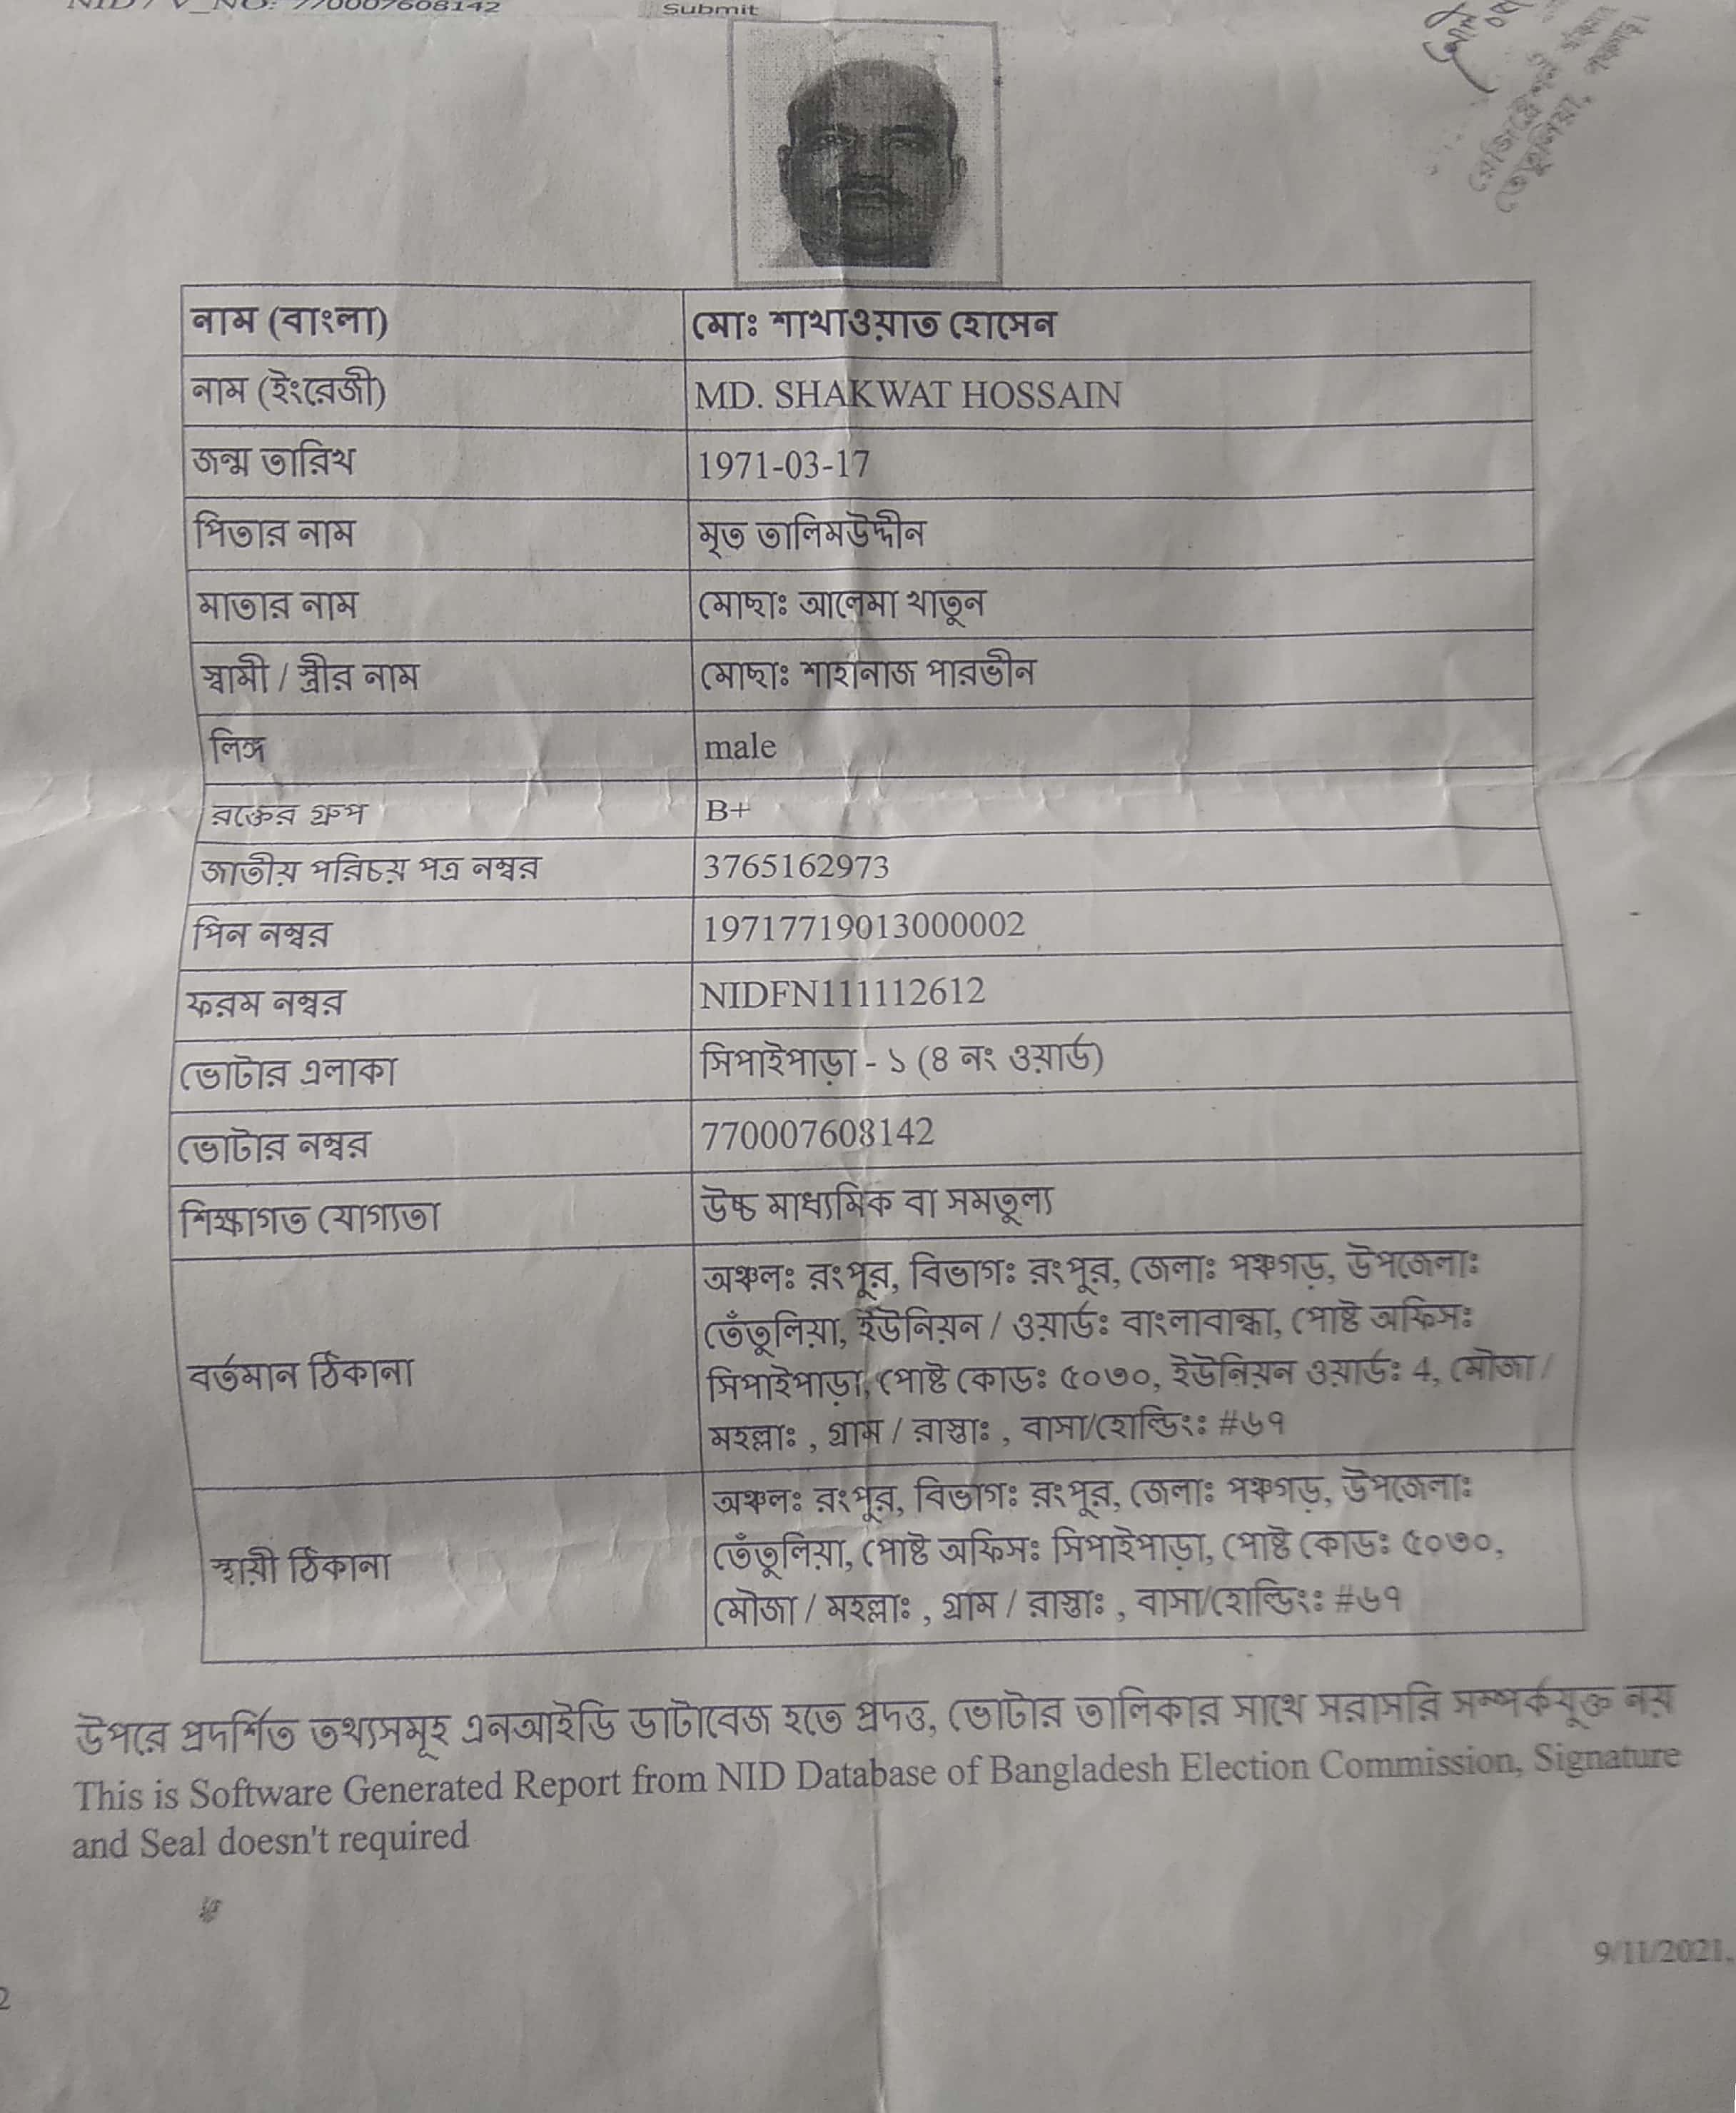 NID / V_NO: 770007608142 Submit
রেজিস্ট্রেশন
তেঁতুলিয়া, পঞ্চগড়।
নাম (বাংলা) মোঃ শাখাওয়াত হোসেন
নাম (ইংরেজী) MD. SHAKWAT HOSSAIN
জন্ম তারিখ 1971-03-17
পিতার নাম মৃত তালিমউদ্দীন
মাতার নাম মোছাঃ আলেমা খাতুন
স্বামী / স্ত্রীর নাম মোছাঃ শাহানাজ পারভীন
লিঙ্গ male
রক্তের গ্রুপ B+
জাতীয় পরিচয় পত্র নম্বর 3765162973
পিন নম্বর 19717719013000002
ফরম নম্বর NIDFN111112612
ভোটার এলাকা সিপাইপাড়া - ১ (৪ নং ওয়ার্ড)
ভোটার নম্বর 770007608142
শিক্ষাগত যোগ্যতা উচ্চ মাধ্যমিক বা সমতুল্য
বর্তমান ঠিকানা
অঞ্চলঃ রংপুর, বিভাগঃ রংপুর, জেলাঃ পঞ্চগড়, উপজেলাঃ
তেঁতুলিয়া, ইউনিয়ন / ওয়ার্ডঃ বাংলাবান্ধা, পোষ্ট অফিসঃ
সিপাইপাড়া, পোষ্ট কোডঃ ৫০৩০, ইউনিয়ন ওয়ার্ডঃ 4, মৌজা /
মহল্লাঃ , গ্রাম / রাস্তাঃ , বাসা/হোল্ডিংঃ #৬৭
স্থায়ী ঠিকানা
অঞ্চলঃ রংপুর, বিভাগঃ রংপুর, জেলাঃ পঞ্চগড়, উপজেলাঃ
তেঁতুলিয়া, পোষ্ট অফিসঃ সিপাইপাড়া, পোষ্ট কোডঃ ৫০৩০,
মৌজা / মহল্লাঃ , গ্রাম / রাস্তাঃ , বাসা/হোল্ডিংঃ #৬৭
উপরে প্রদর্শিত তথ্যসমূহ এনআইডি ডাটাবেজ হতে প্রদত্ত, ভোটার তালিকার সাথে সরাসরি সম্পর্কযুক্ত নয়
This is Software Generated Report from NID Database of Bangladesh Election Commission, Signature
and Seal doesn't required
9/11/2021,
2